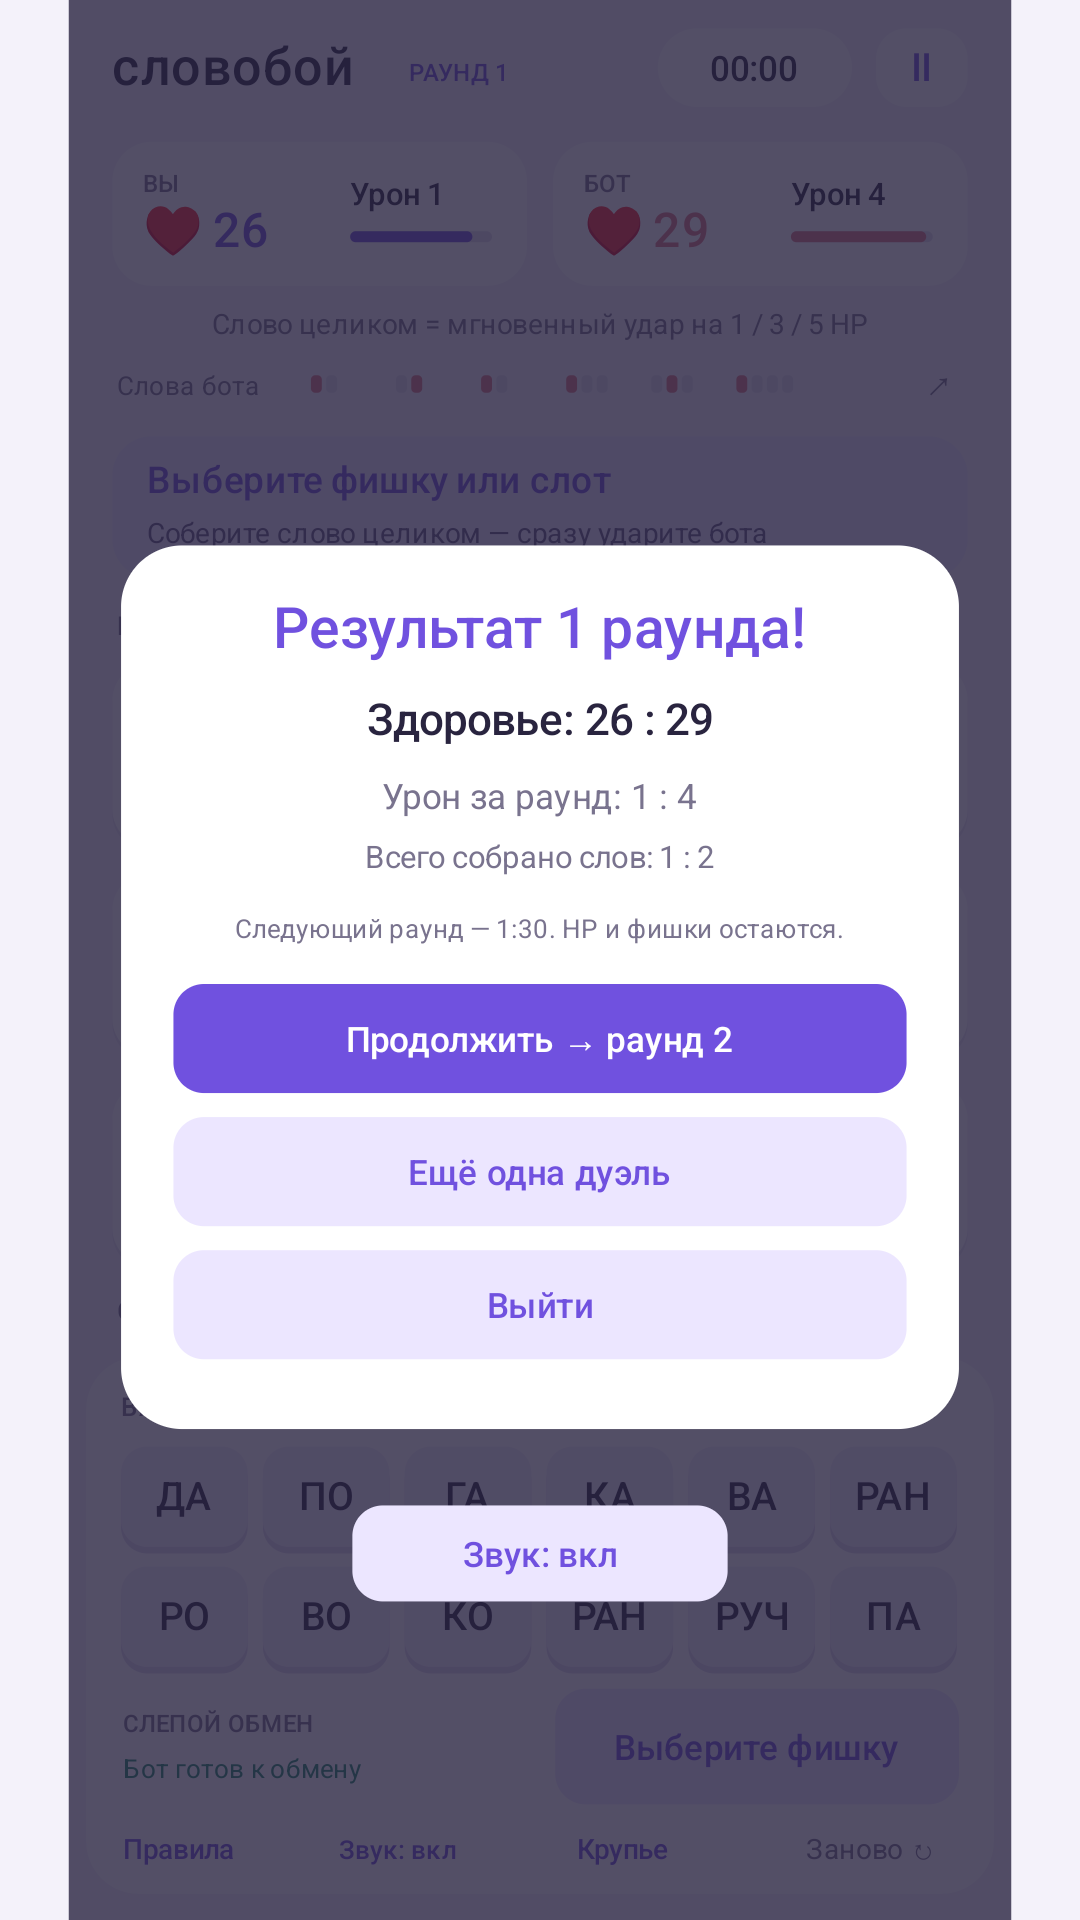 словобой РАУНД 1 00:00
ВЫ Урон 1 БОТ Урон 4
26 29
Слово целиком = мгновенный удар на 1 / 3 / 5 HP
Слова бота ↗
Выберите фишку или слот
Соберите слово целиком — сразу ударите бота
Результат 1 раунда!
Здоровье: 26 : 29
Урон за раунд: 1 : 4
Всего собрано слов: 1 : 2
Следующий раунд — 1:30. HP и фишки остаются.
Продолжить → раунд 2
Ещё одна дуэль
Выйти
ДА ПО ГА КА ВА РАН
Звук: вкл
РО ВО КО РАН РУЧ ПА
СЛЕПОЙ ОБМЕН
Бот готов к обмену
Выберите фишку
Правила Звук: вкл Крупье Заново ↻